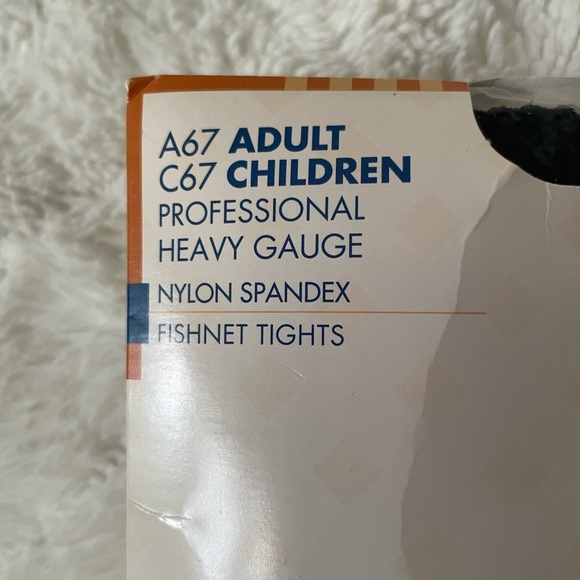 A67 ADULT
C67 CHILDREN
PROFESSIONAL
HEAVY GAUGE
NYLON SPANDEX
FISHNET TIGHTS